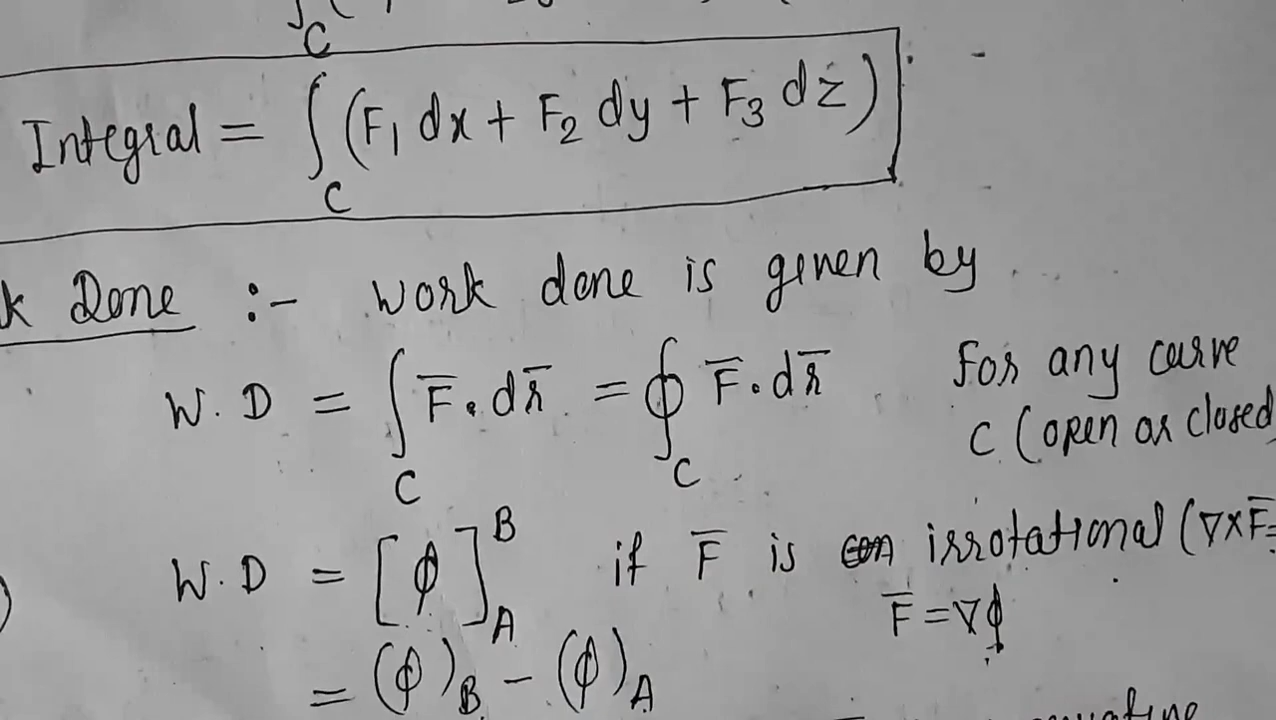 ∫_C (
Integral = ∫_C (F₁ dx + F₂ dy + F₃ dz)
k Done :- work done is given by
W.D = ∫_C F̅.dr̅ = ∮_C F̅.dr̅ For any curve
C (open or closed
W.D = [φ]_A^B if F̅ is irrotational (∇×F̅=
F̅ = ∇φ
= (φ)_B - (φ)_A